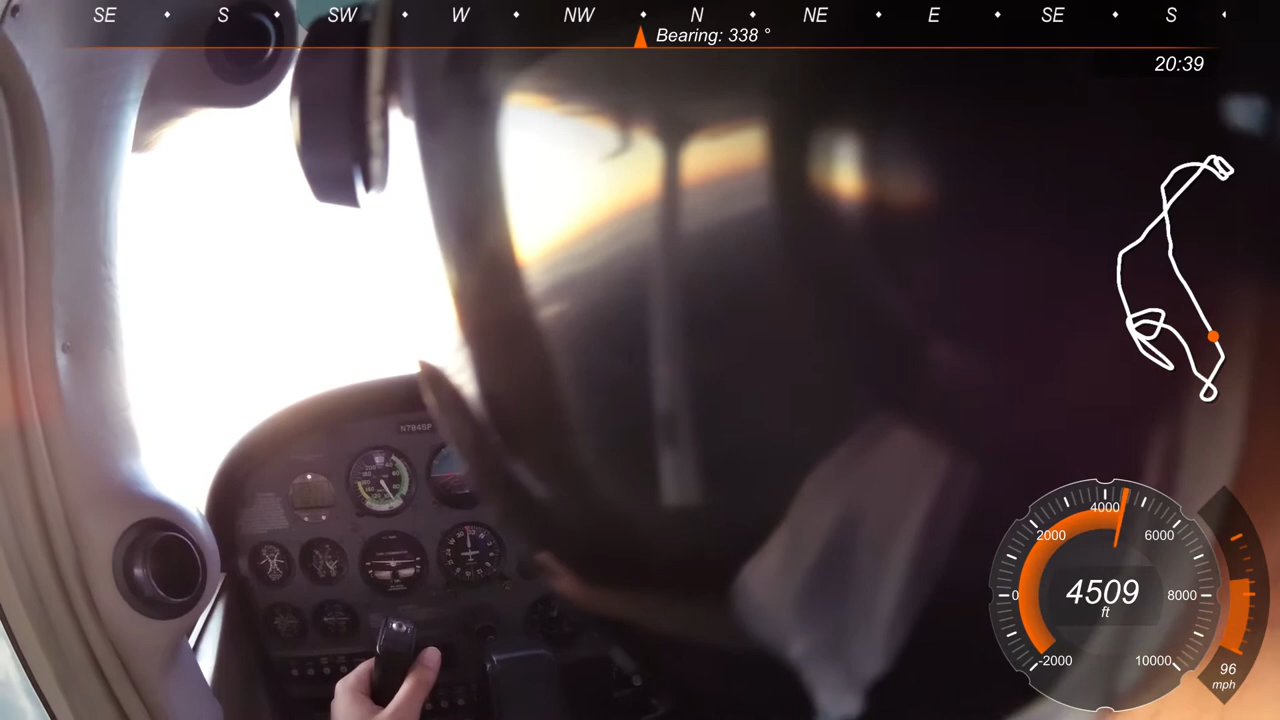 SE S SW W NW N NE E SE S
Bearing: 338 °
20:39
N784SP
4000
2000 6000
0 8000
4509
ft
-2000 10000
96
mph